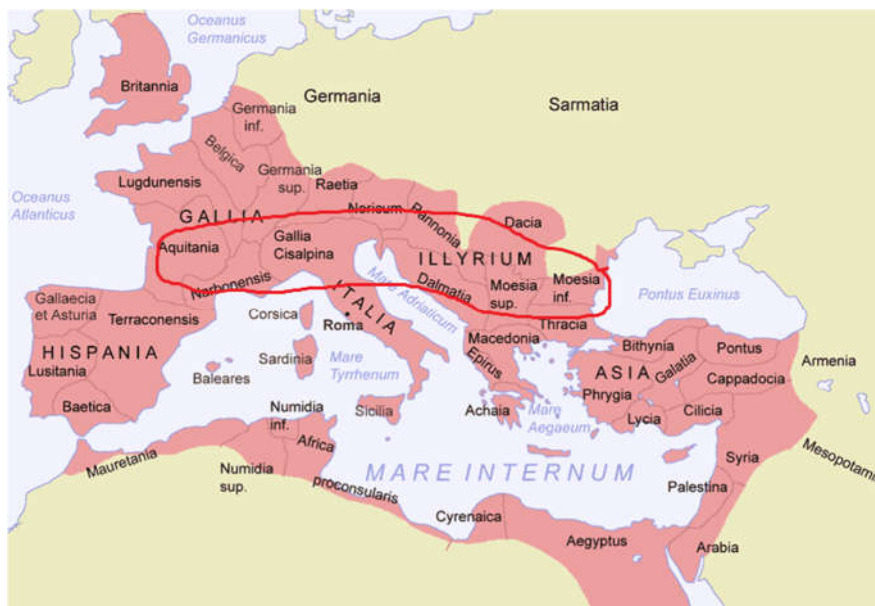 Oceanus
Germanicus
Britannia
Germania
Sarmatia
Germania
inf.
Belgica
Oceanus
Atlanticus
Lugdunensis
Germania
sup.
Raetia
Noricum
Pannonia
Dacia
GALLIA
Aquitania
Gallia
Cisalpina
ILLYRIUM
Narbonensis
Dalmatia
Moesia
sup.
Moesia
inf.
Pontus Euxinus
Gallaecia
et Asturia
Terraconensis
Corsica
ITALIA
Mare Adriaticum
Roma
Thracia
Macedonia
Bithynia
Pontus
Armenia
HISPANIA
Lusitania
Baleares
Sardinia
Mare
Tyrrhenum
Epirus
ASIA
Galatia
Cappadocia
Phrygia
Baetica
Numidia
inf.
Sicilia
Achaia
Mare
Aegaeum
Lycia
Cilicia
Mauretania
Africa
Numidia
sup.
proconsularis
MARE INTERNUM
Syria
Mesopotami
Palestina
Cyrenaica
Aegyptus
Arabia